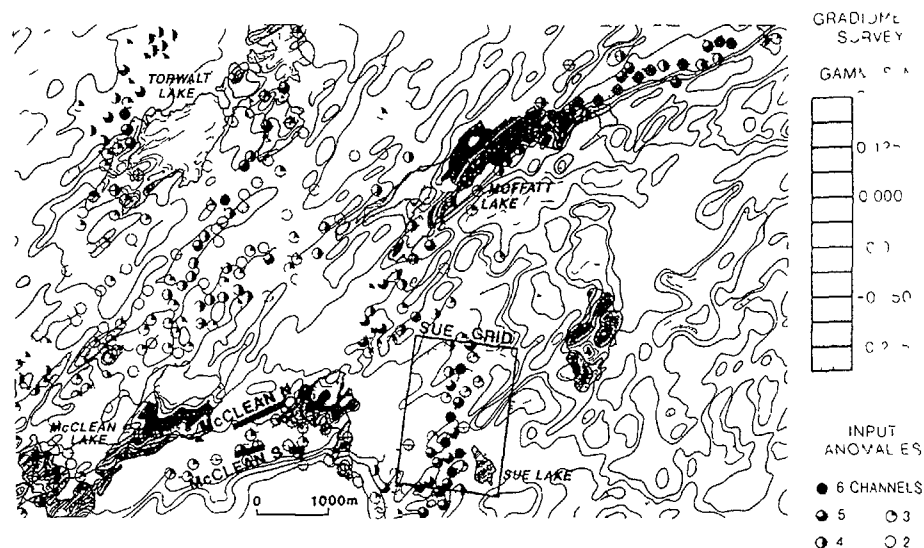 SURVEY
TORWALT
LAKE
MOFFATT
LAKE
0.000
SUE GRID
McCLEAN
LAKE
McCLEAN N
McCLEAN S
SUE LAKE
0 1000m
INPUT
6 CHANNELS
5 3
4 2